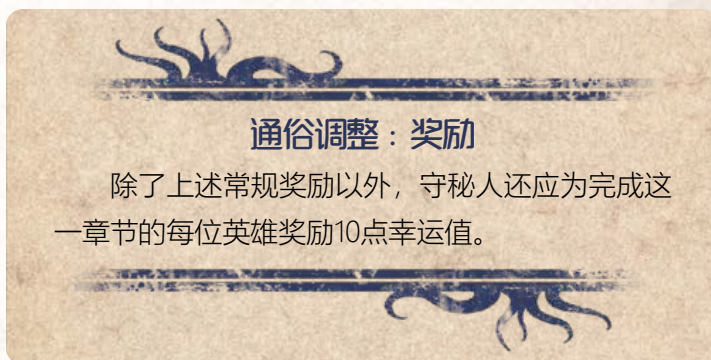 通俗调整：奖励
除了上述常规奖励以外，守秘人还应为完成这
一章节的每位英雄奖励10点幸运值。